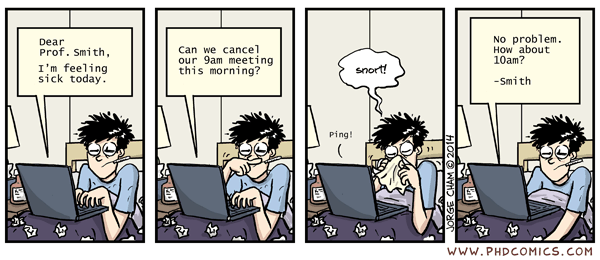 Dear
Prof. Smith,
I'm feeling
sick today.
Can we cancel
our 9am meeting
this morning?
snort!
Ping!
JORGE CHAM © 2014
No problem.
How about
10am?
-Smith
WWW.PHDCOMICS.COM